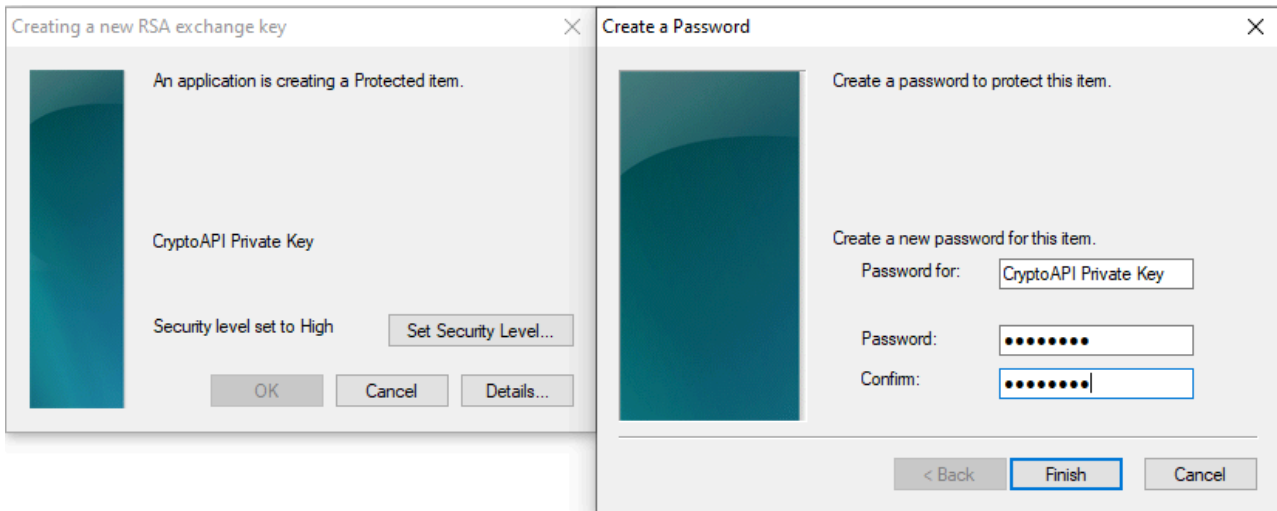 Creating a new RSA exchange key
An application is creating a Protected item.
CryptoAPI Private Key
Security level set to High
Set Security Level...
OK
Cancel
Details...
Create a Password
Create a password to protect this item.
Create a new password for this item.
Password for: CryptoAPI Private Key
Password: ●●●●●●●●
Confirm: ●●●●●●●●
< Back
Finish
Cancel